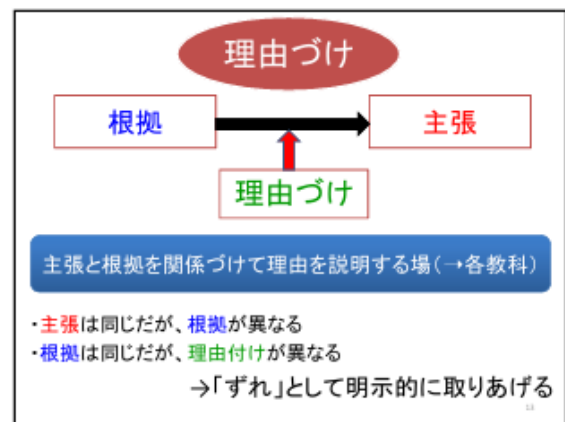 理由づけ
根拠
主張
理由づけ
主張と根拠を関係づけて理由を説明する場(→各教科)
・主張は同じだが、根拠が異なる
・根拠は同じだが、理由付けが異なる
→「ずれ」として明示的に取りあげる